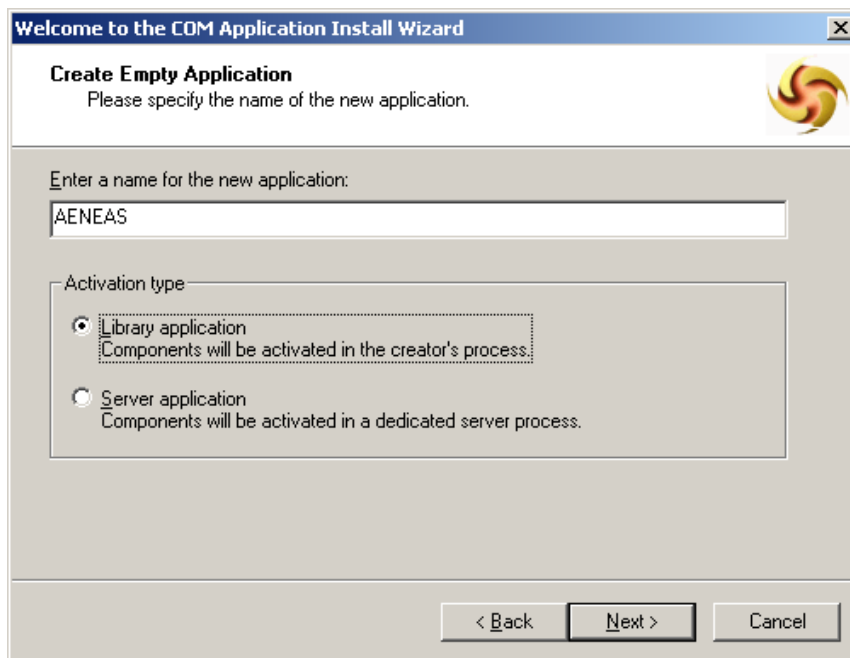 Welcome to the COM Application Install Wizard
Create Empty Application
Please specify the name of the new application.
Enter a name for the new application:
AENEAS
Activation type
Library application
Components will be activated in the creator's process.
Server application
Components will be activated in a dedicated server process.
< Back
Next >
Cancel